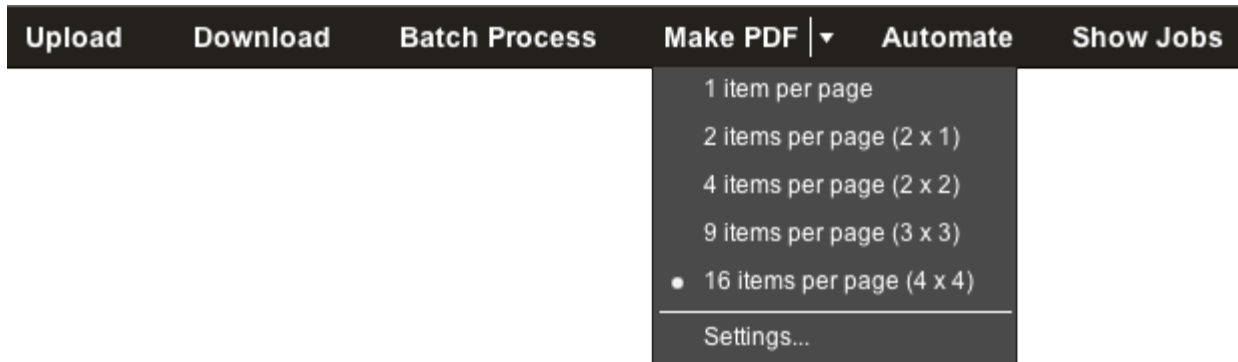 Upload Download Batch Process Make PDF Automate Show Jobs
1 item per page
2 items per page (2 x 1)
4 items per page (2 x 2)
9 items per page (3 x 3)
16 items per page (4 x 4)
Settings...